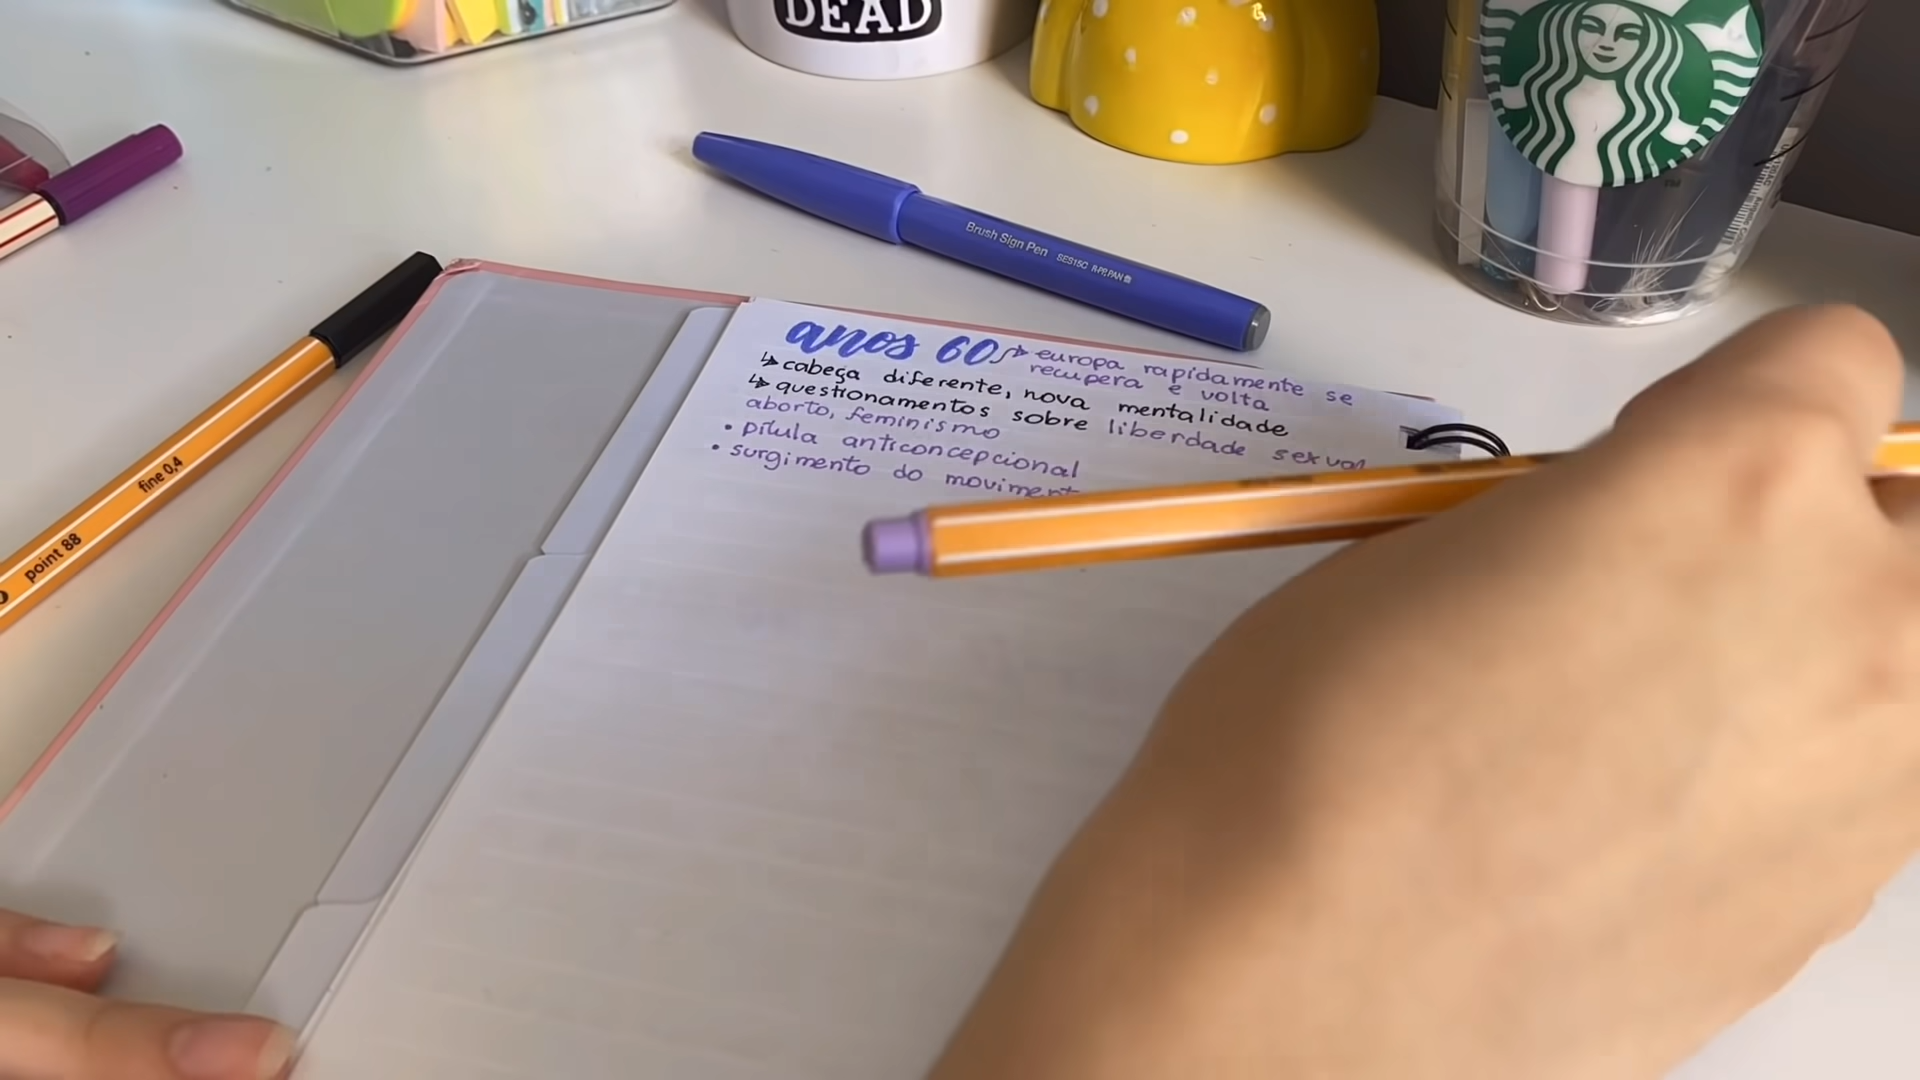 DEAD
Brush Sign Pen SES15C
fine 0,4
point 88
anos 60
europa rapidamente se
recupera e volta
↳ cabeça diferente, nova mentalidade
↳ questionamentos sobre liberdade sexual
aborto, feminismo
• pílula anticoncepcional
• surgimento do